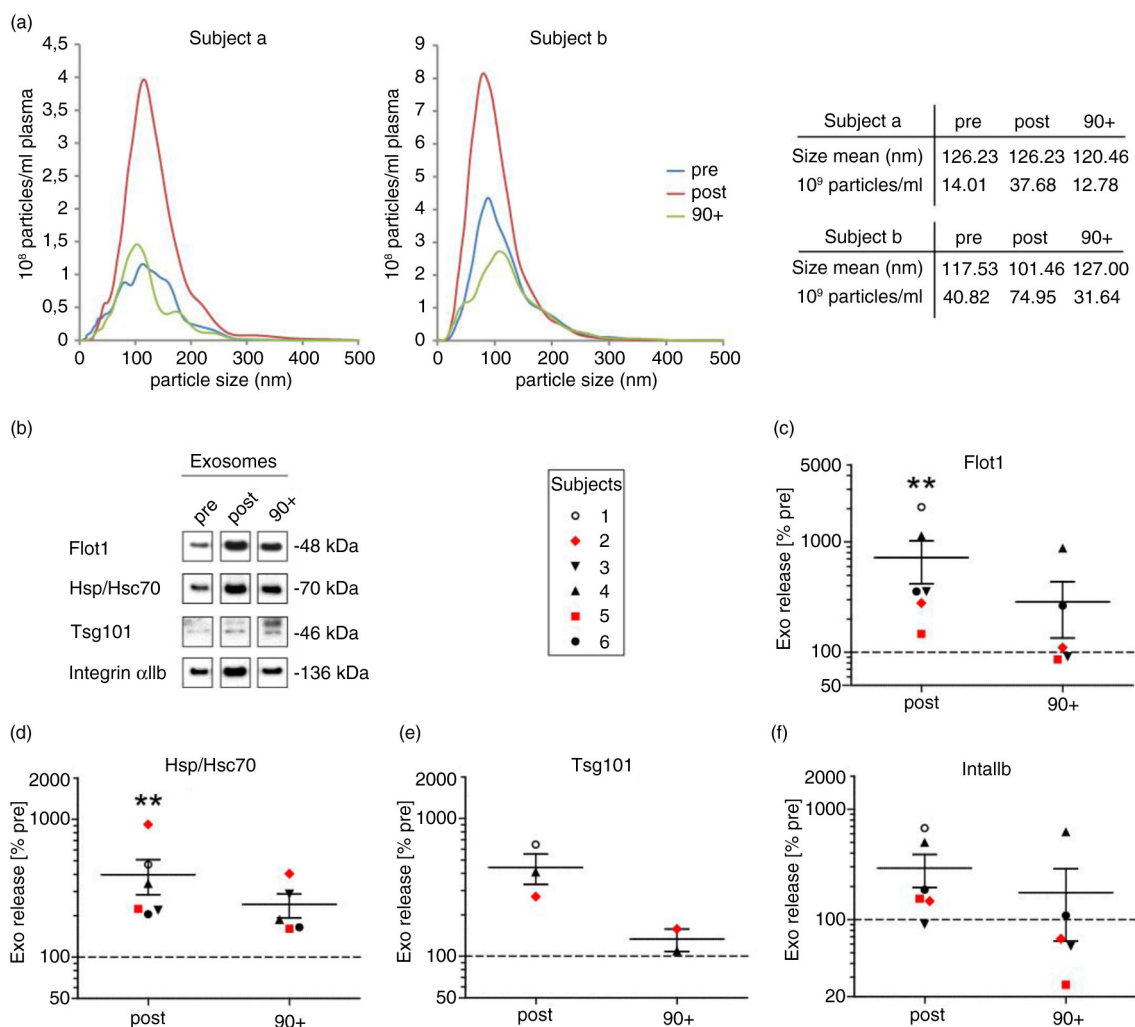 (a)
Subject a
10⁸ particles/ml plasma
4,5
4
3,5
3
2,5
2
1,5
1
0,5
0
0 100 200 300 400 500
particle size (nm)
Subject b
10⁸ particles/ml plasma
9
8
7
6
5
4
3
2
1
0
0 100 200 300 400 500
particle size (nm)
pre
post
90+
Subject a pre post 90+
Size mean (nm) 126.23 126.23 120.46
10⁹ particles/ml 14.01 37.68 12.78
Subject b pre post 90+
Size mean (nm) 117.53 101.46 127.00
10⁹ particles/ml 40.82 74.95 31.64
(b)
Exosomes
pre post 90+
Flot1 -48 kDa
Hsp/Hsc70 -70 kDa
Tsg101 -46 kDa
Integrin αIIb -136 kDa
Subjects
1
2
3
4
5
6
(c)
Flot1
Exo release [% pre]
5000
1000
100
50
**
post 90+
(d)
Hsp/Hsc70
Exo release [% pre]
2000
1000
100
50
**
post 90+
(e)
Tsg101
Exo release [% pre]
2000
1000
100
50
post 90+
(f)
IntaIIb
Exo release [% pre]
2000
1000
100
20
post 90+